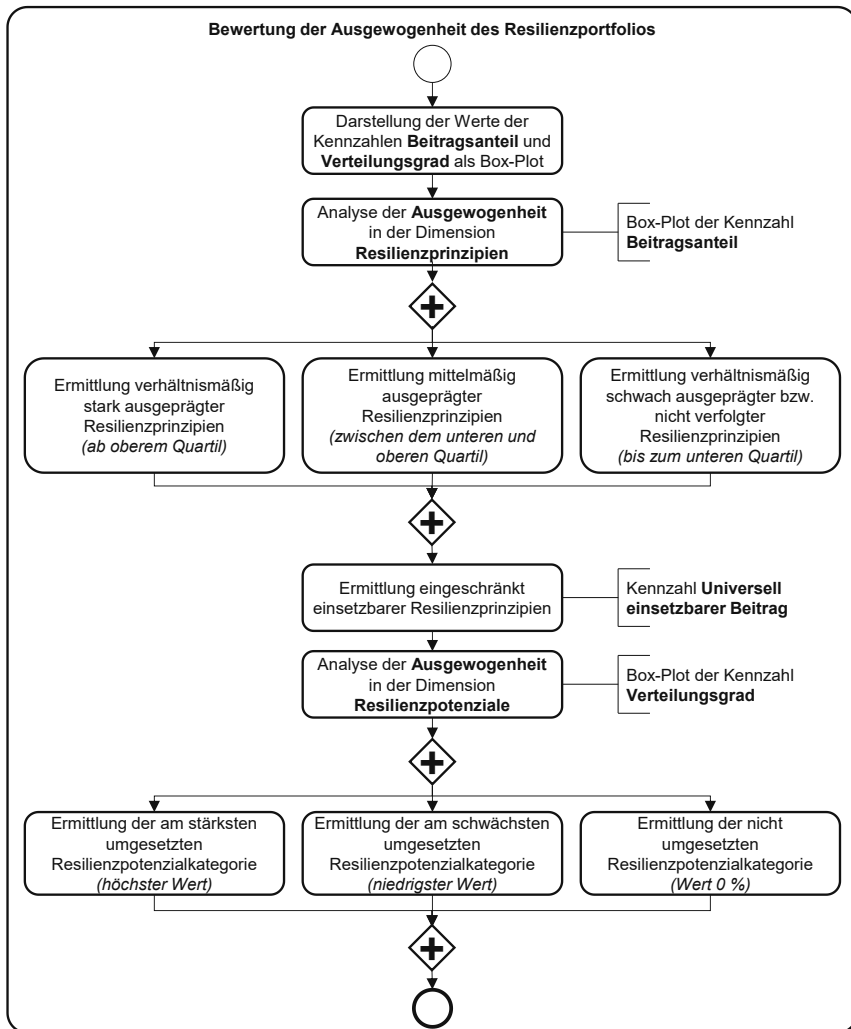 Bewertung der Ausgewogenheit des Resilienzportfolios
Darstellung der Werte der
Kennzahlen Beitragsanteil und
Verteilungsgrad als Box-Plot
Analyse der Ausgewogenheit
in der Dimension
Resilienzprinzipien
Box-Plot der Kennzahl
Beitragsanteil
Ermittlung verhältnismäßig
stark ausgeprägter
Resilienzprinzipien
(ab oberem Quartil)
Ermittlung mittelmäßig
ausgeprägter
Resilienzprinzipien
(zwischen dem unteren und
oberen Quartil)
Ermittlung verhältnismäßig
schwach ausgeprägter bzw.
nicht verfolgter
Resilienzprinzipien
(bis zum unteren Quartil)
Ermittlung eingeschränkt
einsetzbarer Resilienzprinzipien
Kennzahl Universell
einsetzbarer Beitrag
Analyse der Ausgewogenheit
in der Dimension
Resilienzpotenziale
Box-Plot der Kennzahl
Verteilungsgrad
Ermittlung der am stärksten
umgesetzten
Resilienzpotenzialkategorie
(höchster Wert)
Ermittlung der am schwächsten
umgesetzten
Resilienzpotenzialkategorie
(niedrigster Wert)
Ermittlung der nicht
umgesetzten
Resilienzpotenzialkategorie
(Wert 0 %)